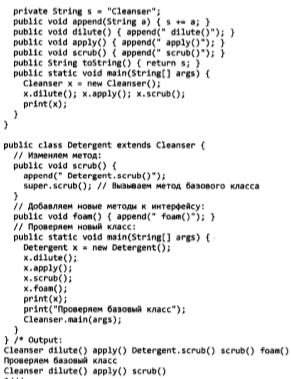 private String s = "Cleanser";
public void append(String a) { s += a; }
public void dilute() { append(" dilute()"); }
public void apply() { append(" apply()"); }
public void scrub() { append(" scrub()"); }
public String toString() { return s; }
public static void main(String[] args) {
Cleanser x = new Cleanser();
x.dilute(); x.apply(); x.scrub();
print(x);
}
}
public class Detergent extends Cleanser {
// Изменяем метод:
public void scrub() {
append(" Detergent.scrub()");
super.scrub(); // Вызываем метод базового класса
}
// Добавляем новые методы к интерфейсу:
public void foam() { append(" foam()"); }
// Проверяем новый класс:
public static void main(String[] args) {
Detergent x = new Detergent();
x.dilute();
x.apply();
x.scrub();
x.foam();
print(x);
print("Проверяем базовый класс");
Cleanser.main(args);
}
} /* Output:
Cleanser dilute() apply() Detergent.scrub() scrub() foam()
Проверяем базовый класс
Cleanser dilute() apply() scrub()